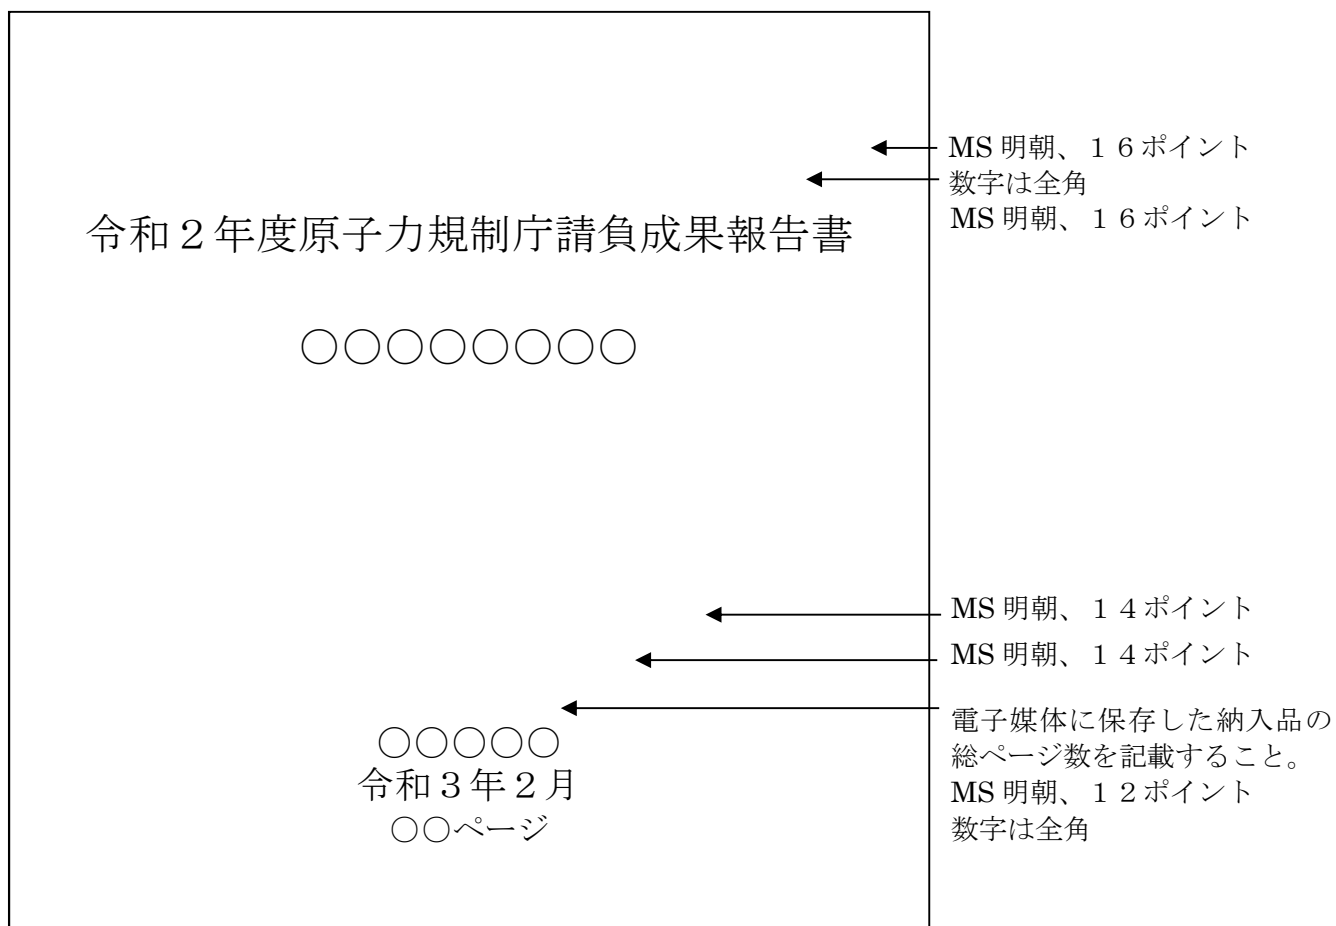 MS 明朝、１６ポイント
数字は全角
MS 明朝、１６ポイント
令和２年度原子力規制庁請負成果報告書
○○○○○○○○
MS 明朝、１４ポイント
MS 明朝、１４ポイント
電子媒体に保存した納入品の
総ページ数を記載すること。
MS 明朝、１２ポイント
数字は全角
○○○○○
令和３年２月
○○ページ